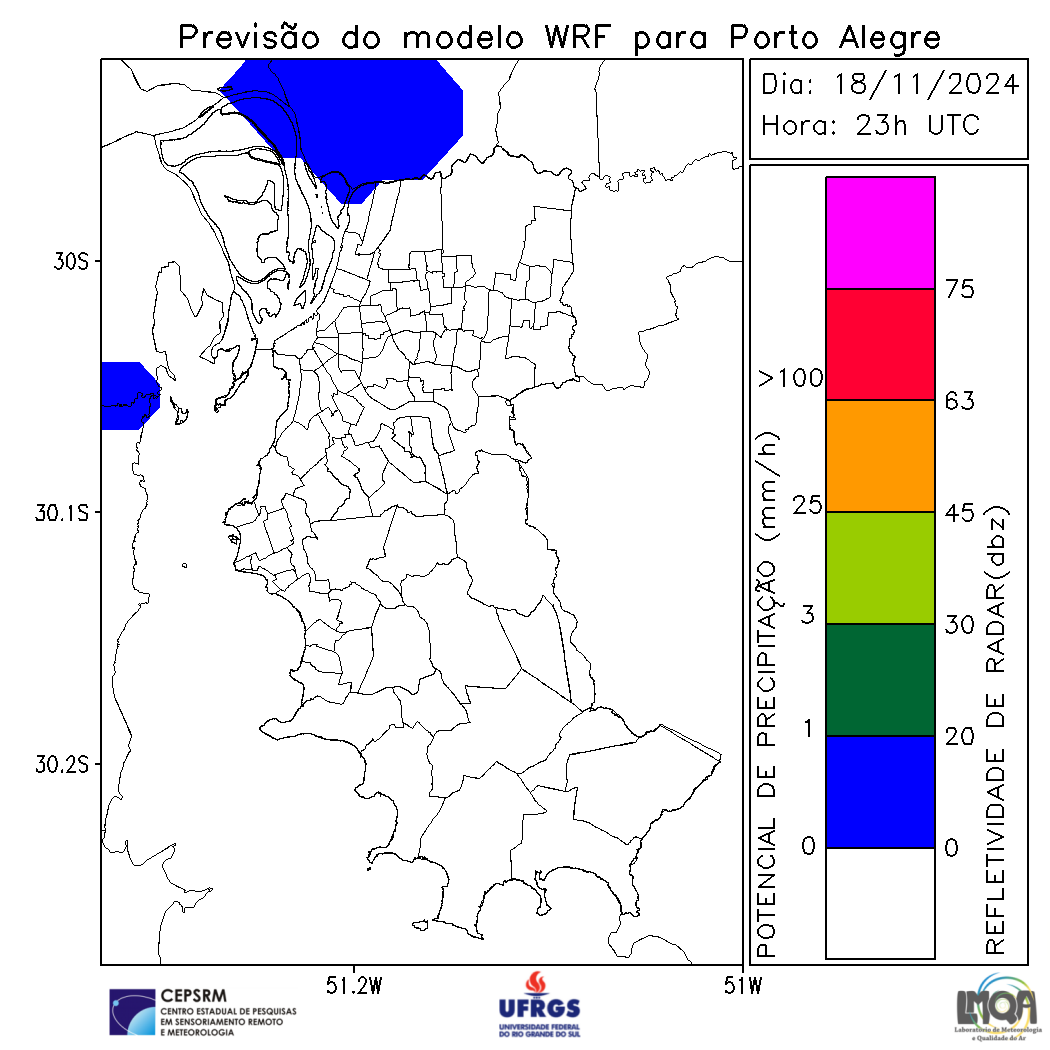 Previsão do modelo WRF para Porto Alegre
Dia: 18/11/2024
Hora: 23h UTC
30S
30.1S
30.2S
51.2W
51W
POTENCIAL DE PRECIPITAÇÃO (mm/h)
>100
25
3
1
0
75
63
45
30
20
0
REFLETIVIDADE DE RADAR(dbz)
CEPSRM
CENTRO ESTADUAL DE PESQUISAS
EM SENSORIAMENTO REMOTO
E METEOROLOGIA
UFRGS
UNIVERSIDADE FEDERAL
DO RIO GRANDE DO SUL
LMQA
Laboratório de Meteorologia
e Qualidade do Ar